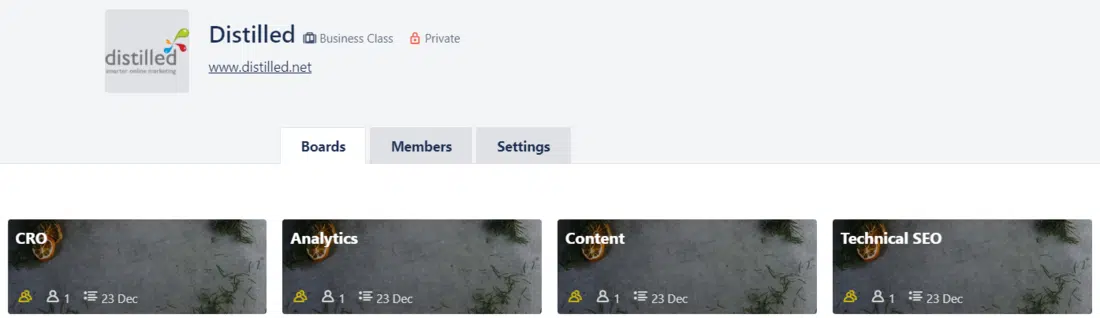 distilled
smarter online marketing
Distilled Business Class Private
www.distilled.net
Boards Members Settings
CRO Analytics Content Technical SEO
1 23 Dec 1 23 Dec 1 23 Dec 1 23 Dec